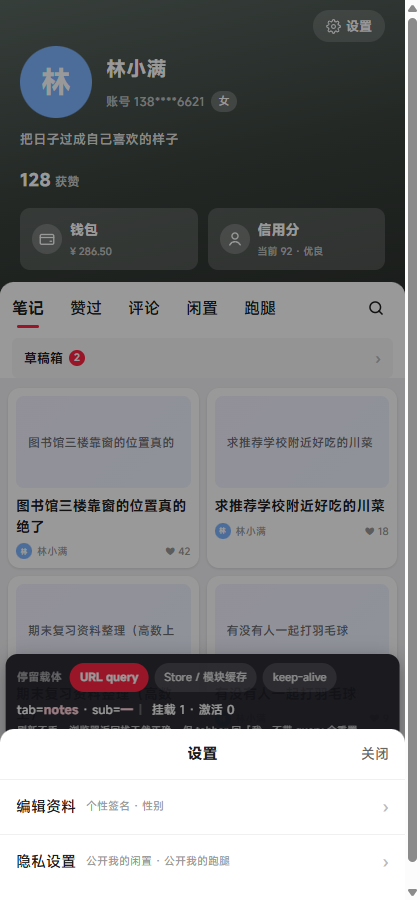 设置
林
林小满
账号 138****6621 女
把日子过成自己喜欢的样子
128 获赞
钱包
¥ 286.50
信用分
当前 92 · 优良
笔记 赞过 评论 闲置 跑腿
草稿箱 2 ›
图书馆三楼靠窗的位置真的
求推荐学校附近好吃的川菜
图书馆三楼靠窗的位置真的
绝了
林 林小满 42
求推荐学校附近好吃的川菜
林 林小满 18
期末复习资料整理（高数上
有没有人一起打羽毛球
停留载体 URL query Store / 模块缓存 keep-alive
tab=notes · sub=— | 挂载 1 · 激活 0
设置 关闭
编辑资料 个性签名 · 性别 ›
隐私设置 公开我的闲置 · 公开我的跑腿 ›